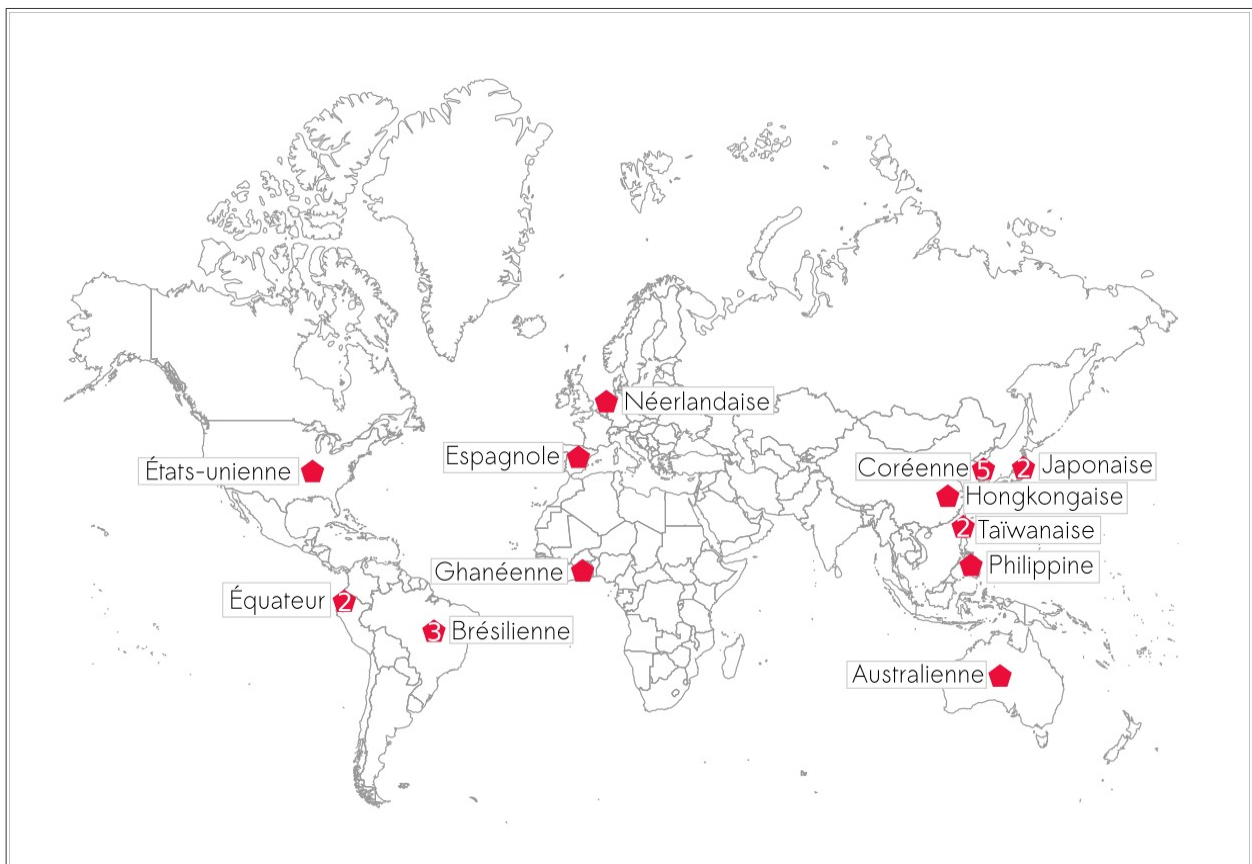 Néerlandaise
Espagnole
États-unienne
Coréenne 5
2 Japonaise
Hongkongaise
2 Taïwanaise
Philippine
Ghanéenne
Équateur 2
3 Brésilienne
Australienne